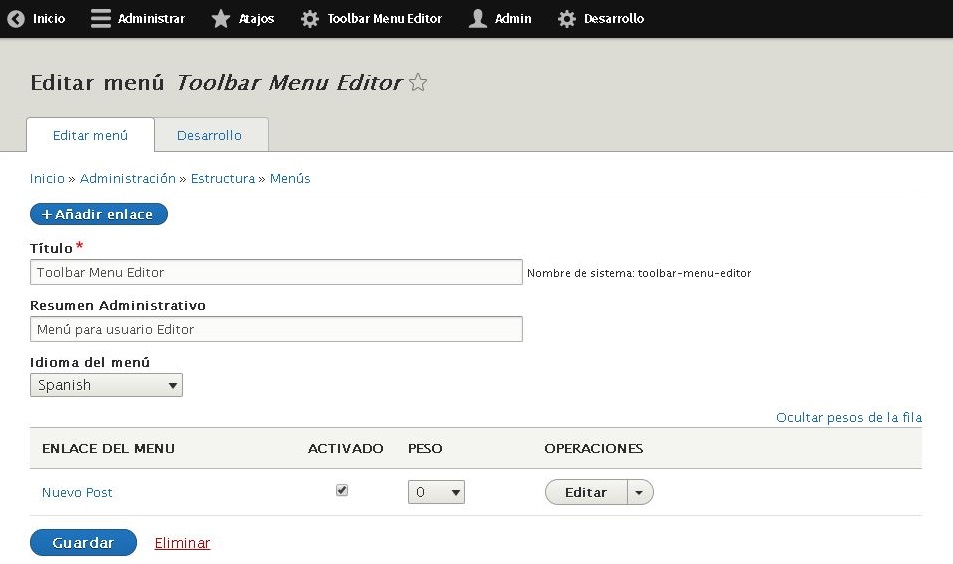 Inicio Administrar Atajos Toolbar Menu Editor Admin Desarrollo
Editar menú Toolbar Menu Editor
Editar menú Desarrollo
Inicio » Administración » Estructura » Menús
+ Añadir enlace
Título *
Toolbar Menu Editor Nombre de sistema: toolbar-menu-editor
Resumen Administrativo
Menú para usuario Editor
Idioma del menú
Spanish
Ocultar pesos de la fila
ENLACE DEL MENU ACTIVADO PESO OPERACIONES
Nuevo Post 0 Editar
Guardar Eliminar